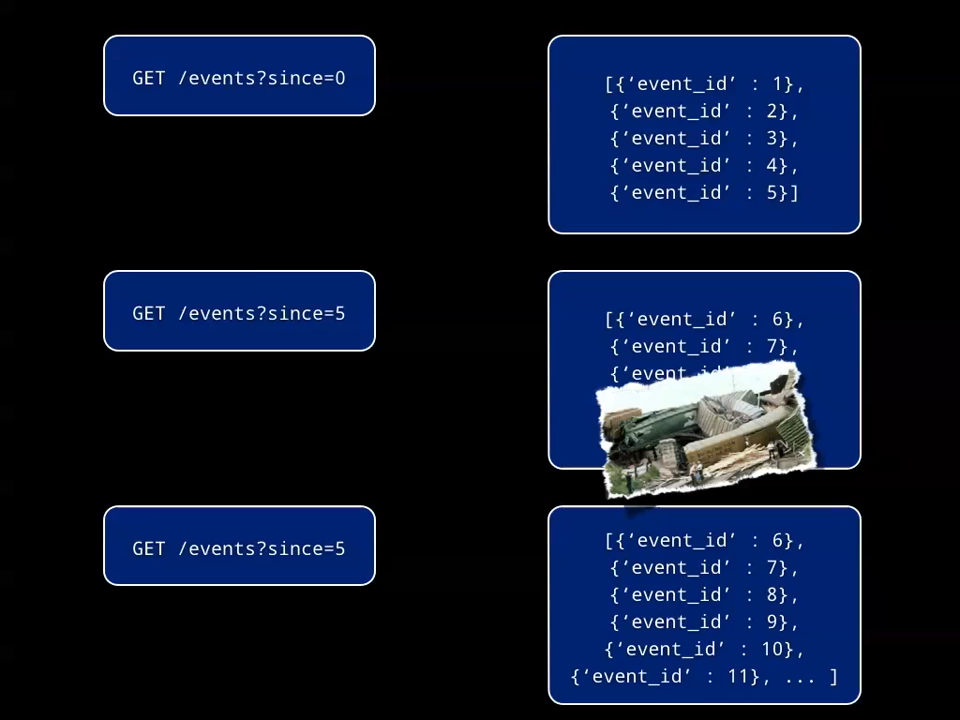 GET /events?since=0
[{‘event_id’ : 1},
{‘event_id’ : 2},
{‘event_id’ : 3},
{‘event_id’ : 4},
{‘event_id’ : 5}]
GET /events?since=5
[{‘event_id’ : 6},
{‘event_id’ : 7},
GET /events?since=5
[{‘event_id’ : 6},
{‘event_id’ : 7},
{‘event_id’ : 8},
{‘event_id’ : 9},
{‘event_id’ : 10},
{‘event_id’ : 11}, ... ]